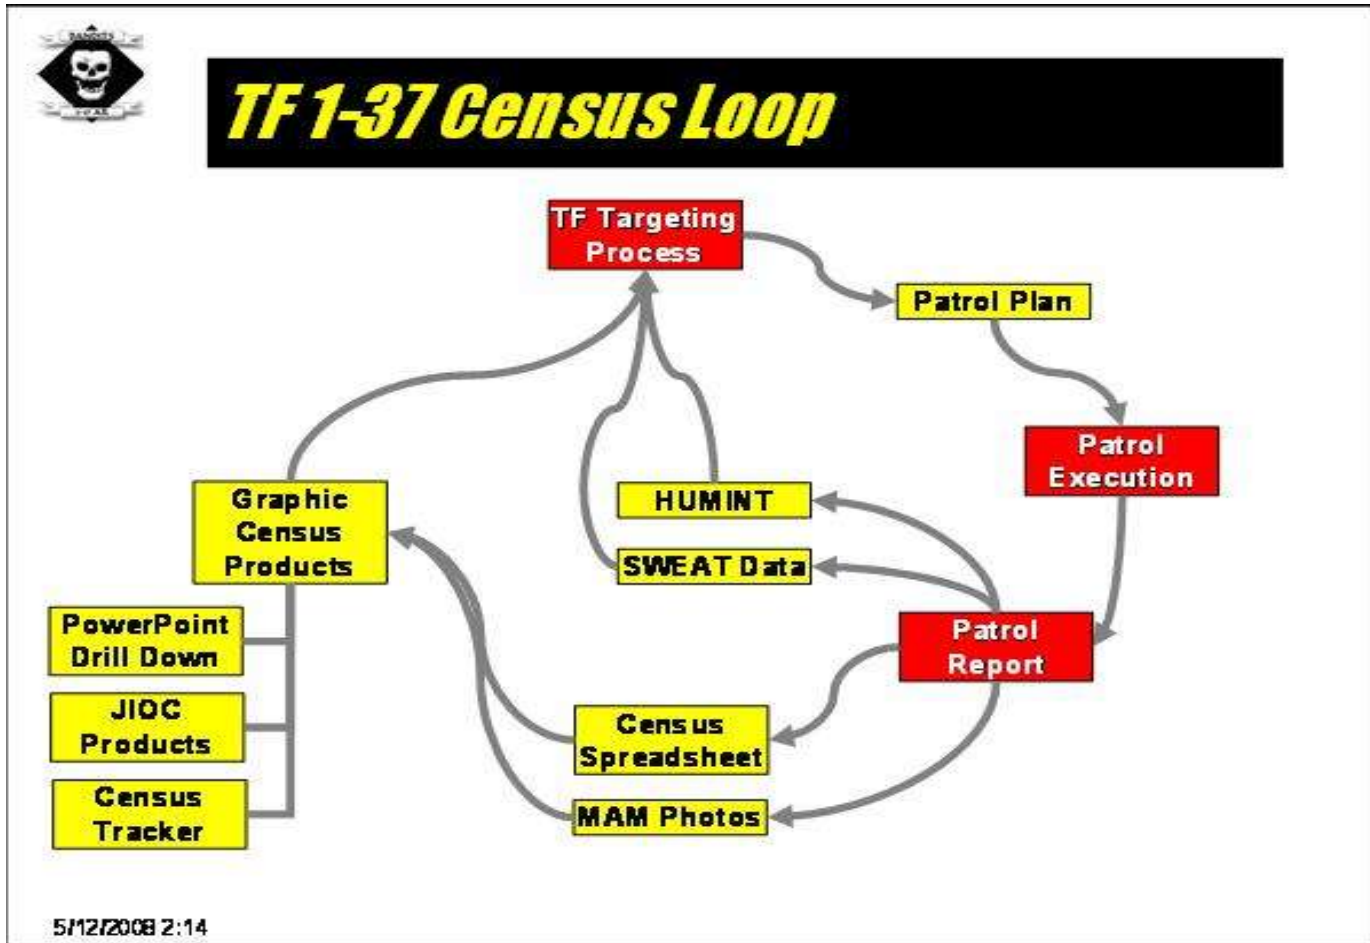 BANDITS
TF 1-37 Census Loop
TF Targeting
Process
Patrol Plan
Patrol
Execution
Graphic
Census
Products
HUMINT
SWEAT Data
PowerPoint
Drill Down
Patrol
Report
JIOC
Products
Census
Spreadsheet
Census
Tracker
MAM Photos
5/12/2008 2:14